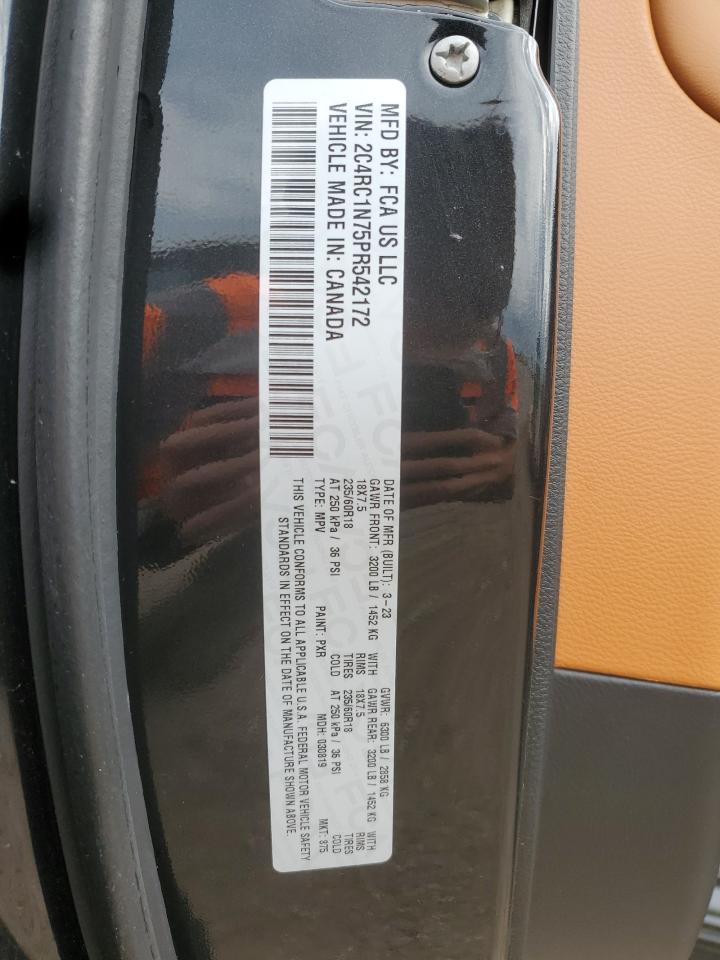 MFD BY: FCA US LLC
VIN: 2C4RC1N75PR542172
VEHICLE MADE IN: CANADA
DATE OF MFR (BUILT): 3-23 GVWR: 6300 LB / 2858 KG
GAWR FRONT: 3200 LB / 1452 KG WITH GAWR REAR: 3200 LB / 1452 KG WITH
18X7.5 RIMS 18X7.5 RIMS
235/60R18 TIRES 235/60R18 TIRES
AT 250 kPa / 36 PSI COLD AT 250 kPa / 36 PSI COLD
TYPE: MPV PAINT: PXR MDH: 030819 MKT: 875
THIS VEHICLE CONFORMS TO ALL APPLICABLE U.S.A. FEDERAL MOTOR VEHICLE SAFETY
STANDARDS IN EFFECT ON THE DATE OF MANUFACTURE SHOWN ABOVE.